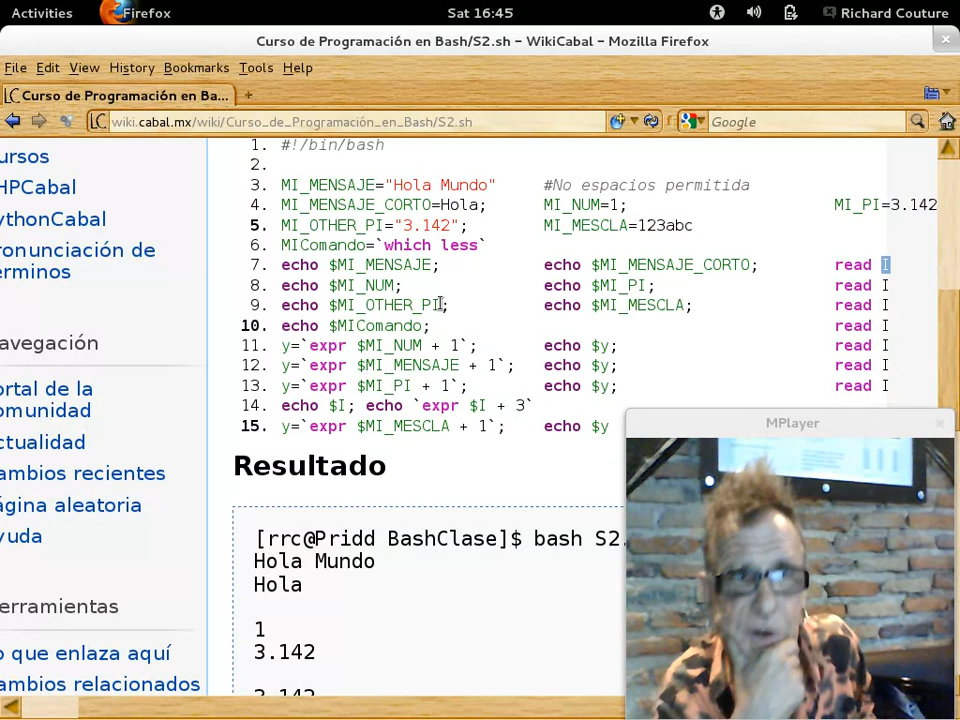 Activities Firefox Sat 16:45 Richard Couture
Curso de Programación en Bash/S2.sh - WikiCabal - Mozilla Firefox
File Edit View History Bookmarks Tools Help
Curso de Programación en Ba...
wiki.cabal.mx/wiki/Curso_de_Programación_en_Bash/S2.sh Google
ursos
HPCabal
ythonCabal
ronunciación de
terminos
avegación
ortal de la
omunidad
ctualidad
ambios recientes
ágina aleatoria
yuda
erramientas
o que enlaza aquí
ambios relacionados
1. #!/bin/bash
2.
3. MI_MENSAJE="Hola Mundo" #No espacios permitida
4. MI_MENSAJE_CORTO=Hola; MI_NUM=1; MI_PI=3.142
5. MI_OTHER_PI="3.142"; MI_MESCLA=123abc
6. MIComando=`which less`
7. echo $MI_MENSAJE; echo $MI_MENSAJE_CORTO; read I
8. echo $MI_NUM; echo $MI_PI; read I
9. echo $MI_OTHER_PI; echo $MI_MESCLA; read I
10. echo $MIComando; read I
11. y=`expr $MI_NUM + 1`; echo $y; read I
12. y=`expr $MI_MENSAJE + 1`; echo $y; read I
13. y=`expr $MI_PI + 1`; echo $y; read I
14. echo $I; echo `expr $I + 3`
15. y=`expr $MI_MESCLA + 1`; echo $y
Resultado
[rrc@Pridd BashClase]$ bash S2.
Hola Mundo
Hola
1
3.142
3.142
MPlayer